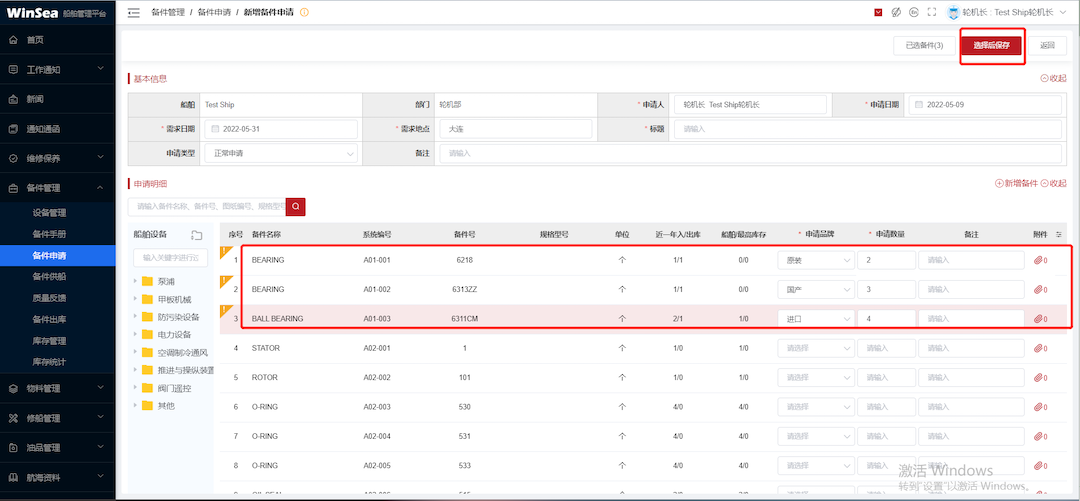 WinSea 船舶管理平台
备件管理 / 备件申请 / 新增备件申请
轮机长 : Test Ship轮机长
首页
工作通知
新闻
通知通函
维修保养
备件管理
设备管理
备件手册
备件申请
备件供船
质量反馈
备件出库
库存管理
库存统计
物料管理
修船管理
油品管理
航海资料
已选备件(3) 选择后保存 返回
基本信息 收起
船舶 Test Ship 部门 轮机部 * 申请人 轮机长 Test Ship轮机长 * 申请日期 2022-05-09
* 需求日期 2022-05-31 * 需求地点 大连 * 标题 请输入
申请类型 正常申请 备注 请输入
申请明细 新增备件 收起
请输入备件名称、备件号、图纸编号、规格型号
船舶设备
输入关键字进行过
泵浦
甲板机械
防污染设备
电力设备
空调制冷通风
推进与操纵装置
阀门遥控
其他
序号 备件名称 系统编号 备件号 规格型号 单位 近一年入/出库 船舶/最高库存 * 申请品牌 * 申请数量 备注 附件
1 BEARING A01-001 6218 个 1/1 0/0 原装 2 请输入 0
2 BEARING A01-002 6313ZZ 个 1/1 0/0 国产 3 请输入 0
3 BALL BEARING A01-003 6311CM 个 2/1 1/0 进口 4 请输入 0
4 STATOR A02-001 1 个 1/0 1/0 请选择 请输入 请输入 0
5 ROTOR A02-002 101 个 1/0 1/0 请选择 请输入 请输入 0
6 O-RING A02-003 530 个 4/0 4/0 请选择 请输入 请输入 0
7 O-RING A02-004 531 个 4/0 4/0 请选择 请输入 请输入 0
8 O-RING A02-005 533 个 4/0 4/0 请选择 请输入 请输入 0
激活 Windows
转到"设置"以激活 Windows。